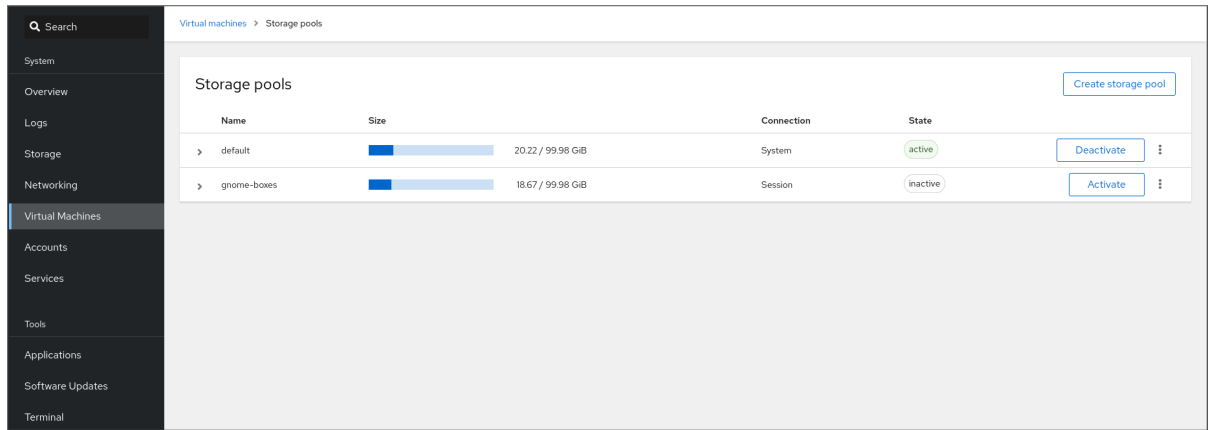 Search
System
Overview
Logs
Storage
Networking
Virtual Machines
Accounts
Services
Tools
Applications
Software Updates
Terminal
Virtual machines > Storage pools
Storage pools
Create storage pool
Name Size Connection State
default 20.22 / 99.98 GiB System active Deactivate
gnome-boxes 18.67 / 99.98 GiB Session inactive Activate